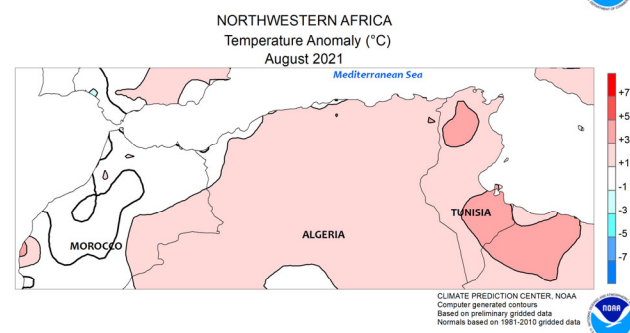 NORTHWESTERN AFRICA
Temperature Anomaly (°C)
August 2021
Mediterranean Sea
+7
+5
+3
+1
-1
-3
-5
-7
TUNISIA
ALGERIA
MOROCCO
CLIMATE PREDICTION CENTER, NOAA
Computer generated contours
Based on preliminary gridded data
Normals based on 1981-2010 gridded data
NOAA